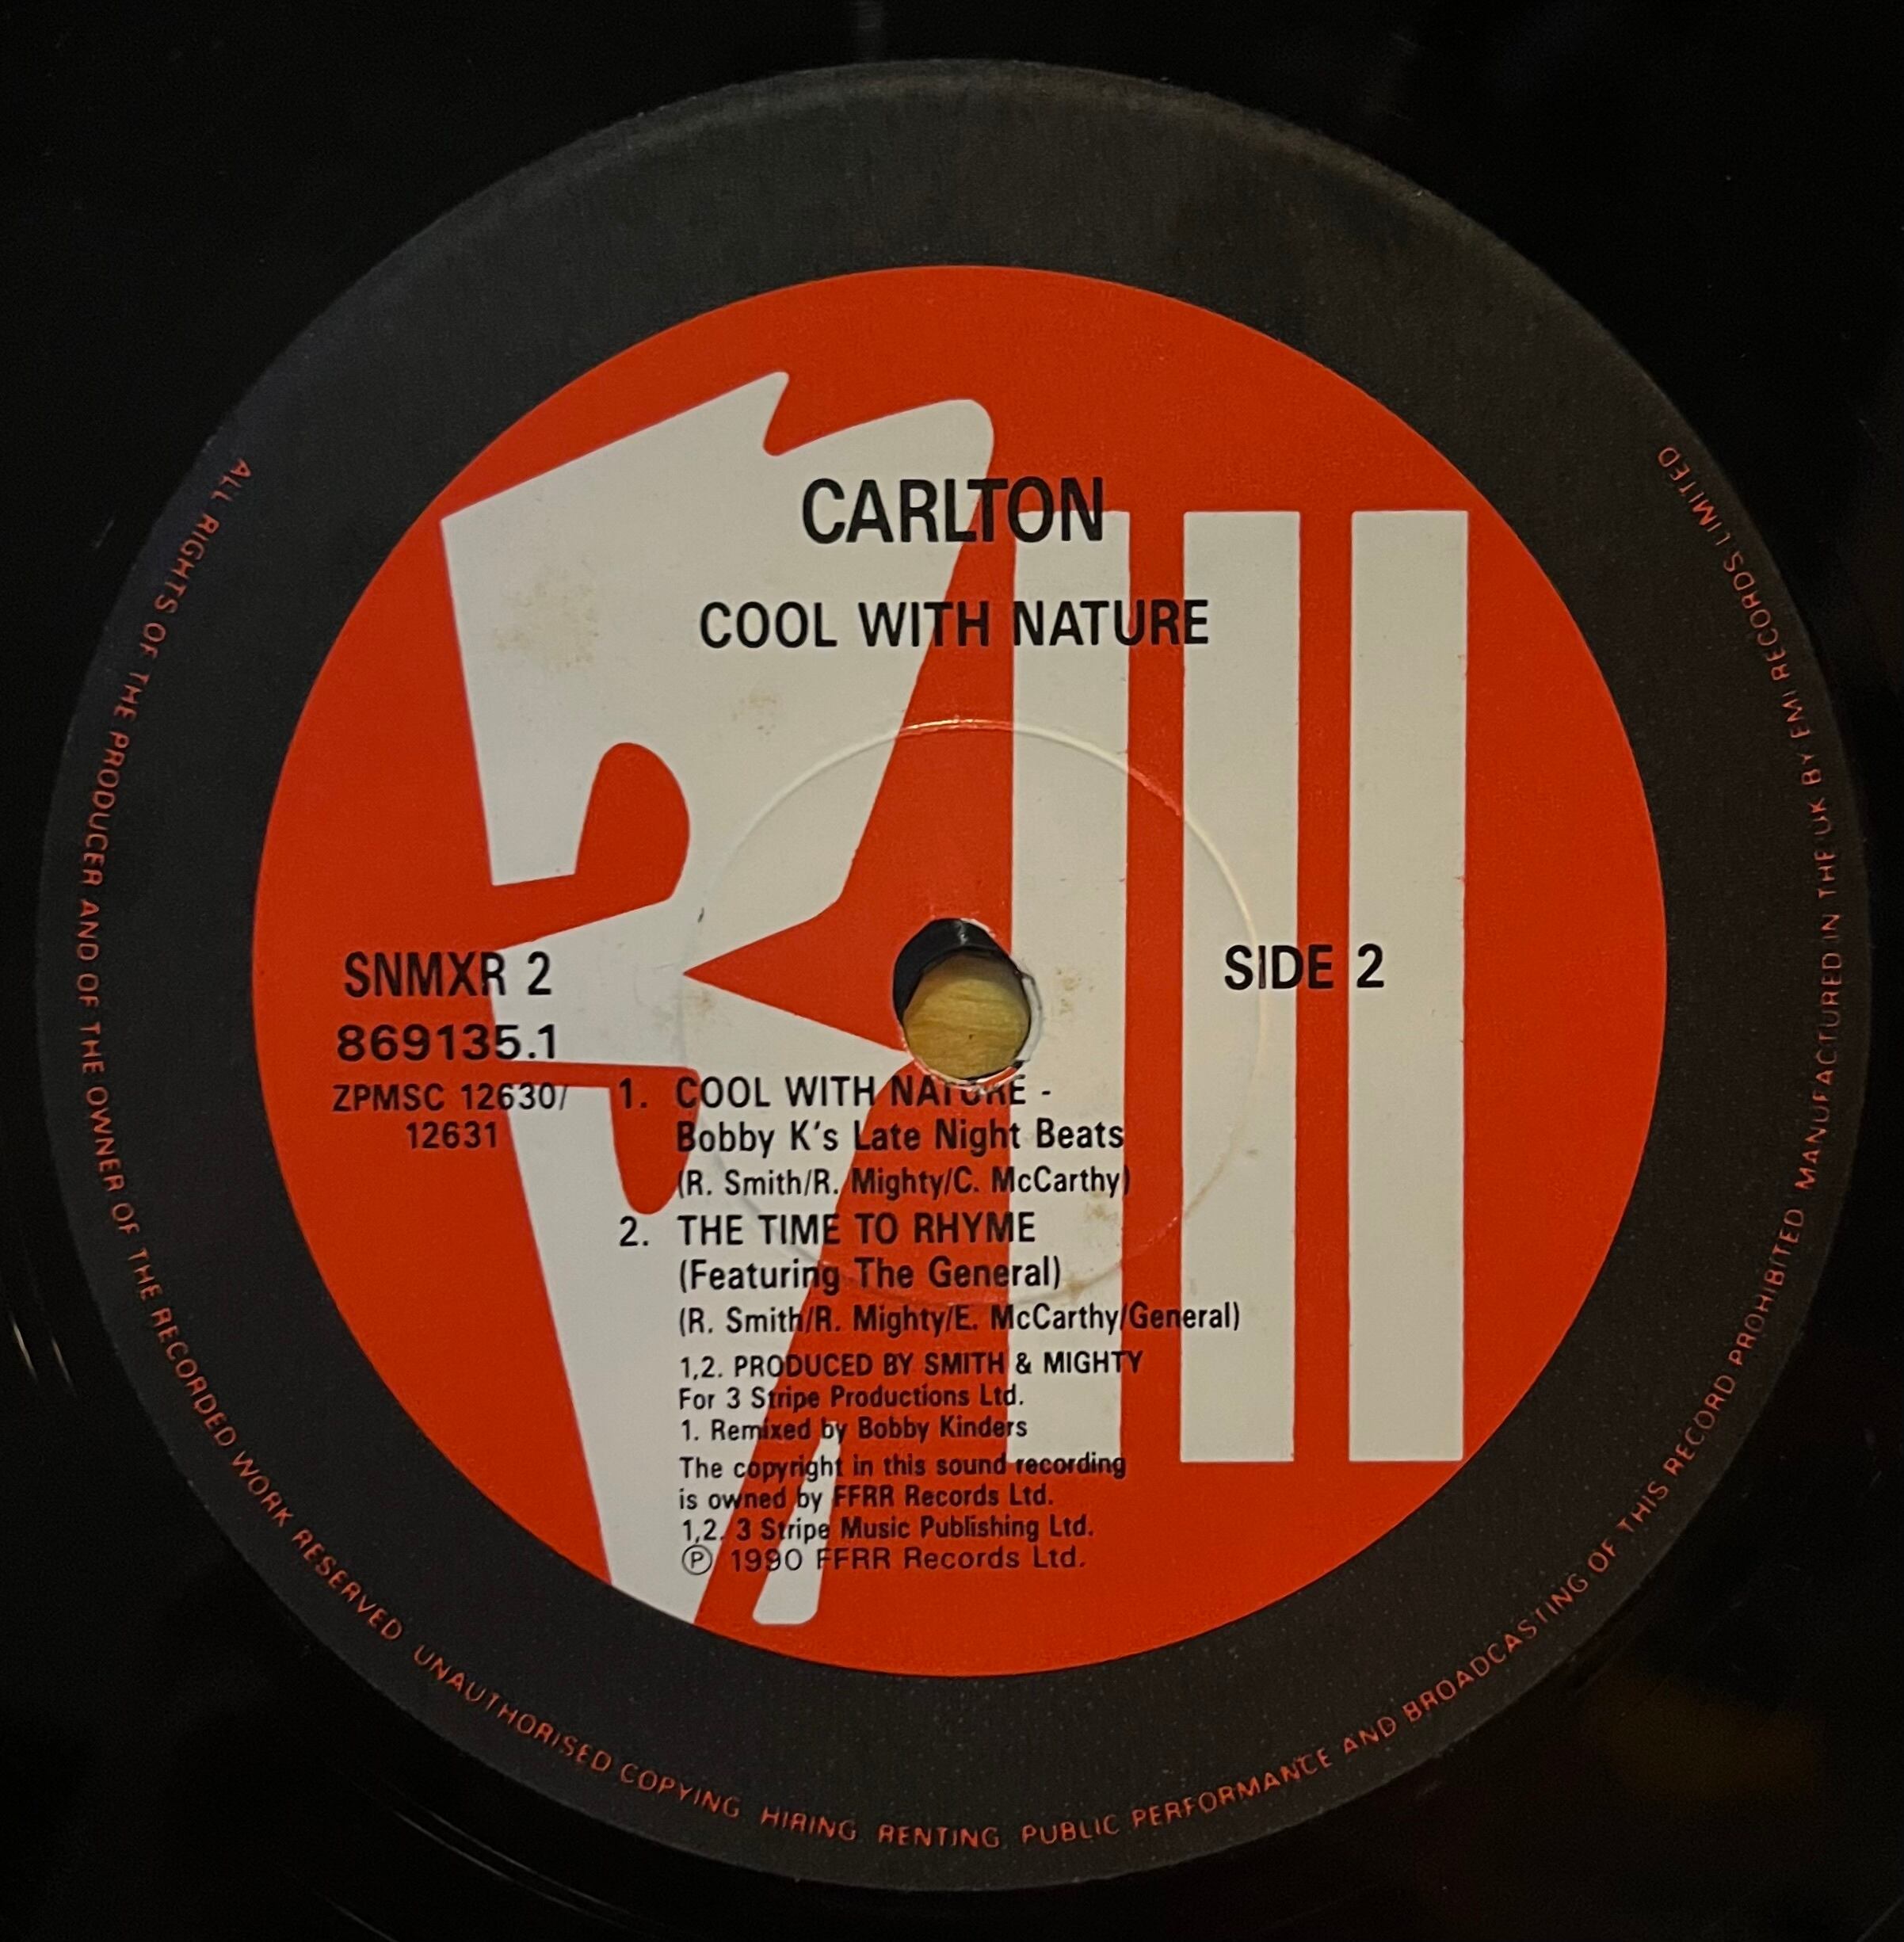 CARLTON
COOL WITH NATURE
SNMXR 2
869135.1
ZPMSC 12630/
12631
SIDE 2
1. COOL WITH NATURE -
Bobby K's Late Night Beats
(R. Smith/R. Mighty/C. McCarthy)
2. THE TIME TO RHYME
(Featuring The General)
(R. Smith/R. Mighty/E. McCarthy/General)
1,2. PRODUCED BY SMITH & MIGHTY
For 3 Stripe Productions Ltd.
1. Remixed by Bobby Kinders
The copyright in this sound recording
is owned by FFRR Records Ltd.
1,2. 3 Stripe Music Publishing Ltd.
Ⓟ 1990 FFRR Records Ltd.
ALL RIGHTS OF THE PRODUCER AND OF THE OWNER OF THE RECORDED WORK RESERVED UNAUTHORISED COPYING HIRING RENTING PUBLIC PERFORMANCE AND BROADCASTING OF THIS RECORD PROHIBITED MANUFACTURED IN THE UK BY EMI RECORDS LIMITED